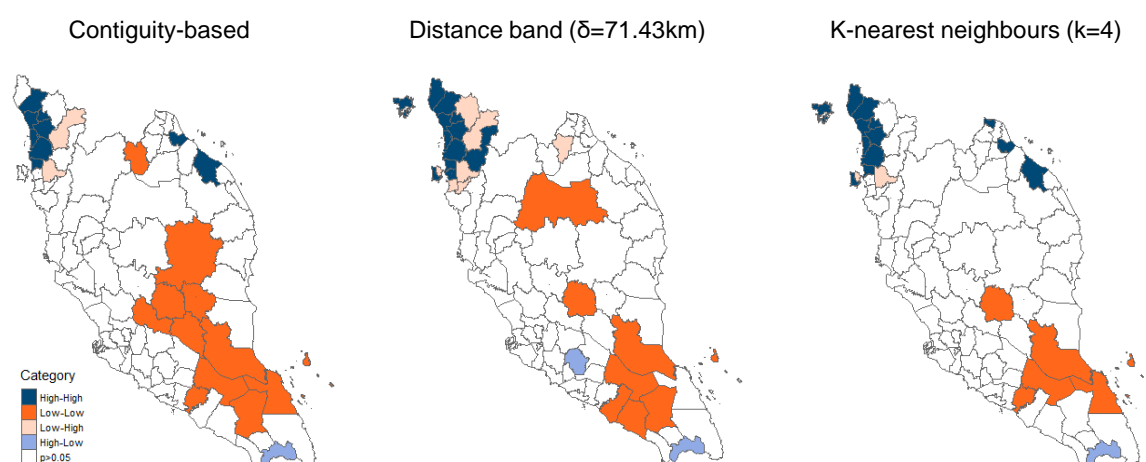 Contiguity-based
Distance band (δ=71.43km)
K-nearest neighbours (k=4)
Category
High-High
Low-Low
Low-High
High-Low
p>0.05